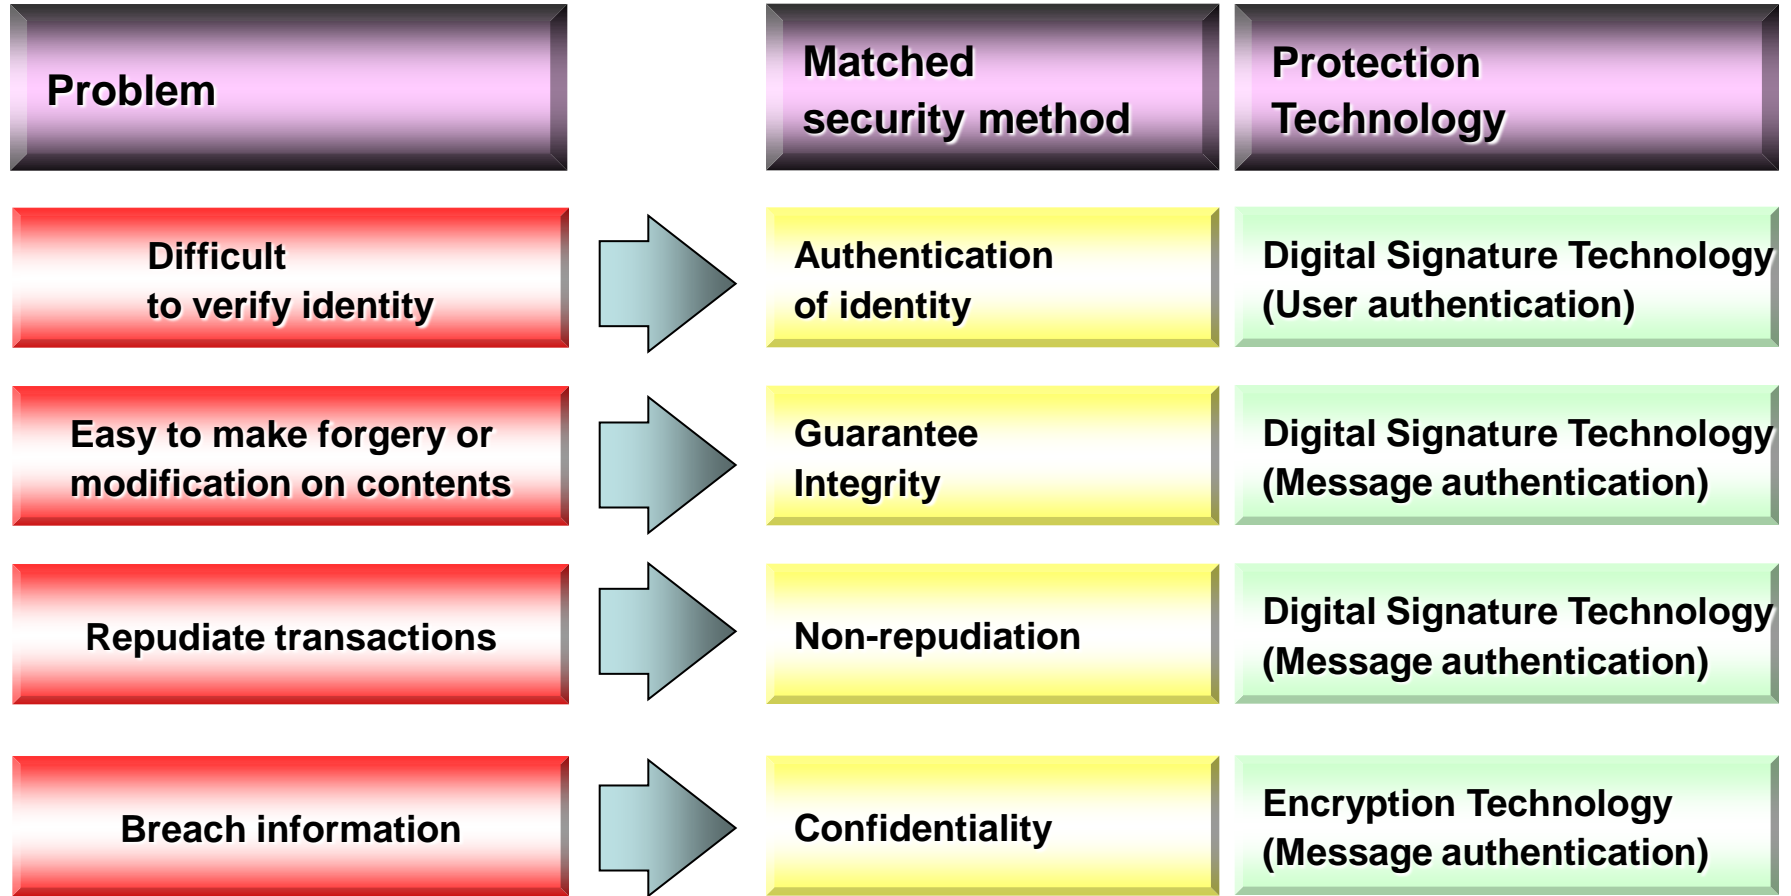 Problem
Matched
security method
Protection
Technology
Difficult
to verify identity
Authentication
of identity
Digital Signature Technology
(User authentication)
Easy to make forgery or
modification on contents
Guarantee
Integrity
Digital Signature Technology
(Message authentication)
Repudiate transactions
Non-repudiation
Digital Signature Technology
(Message authentication)
Breach information
Confidentiality
Encryption Technology
(Message authentication)